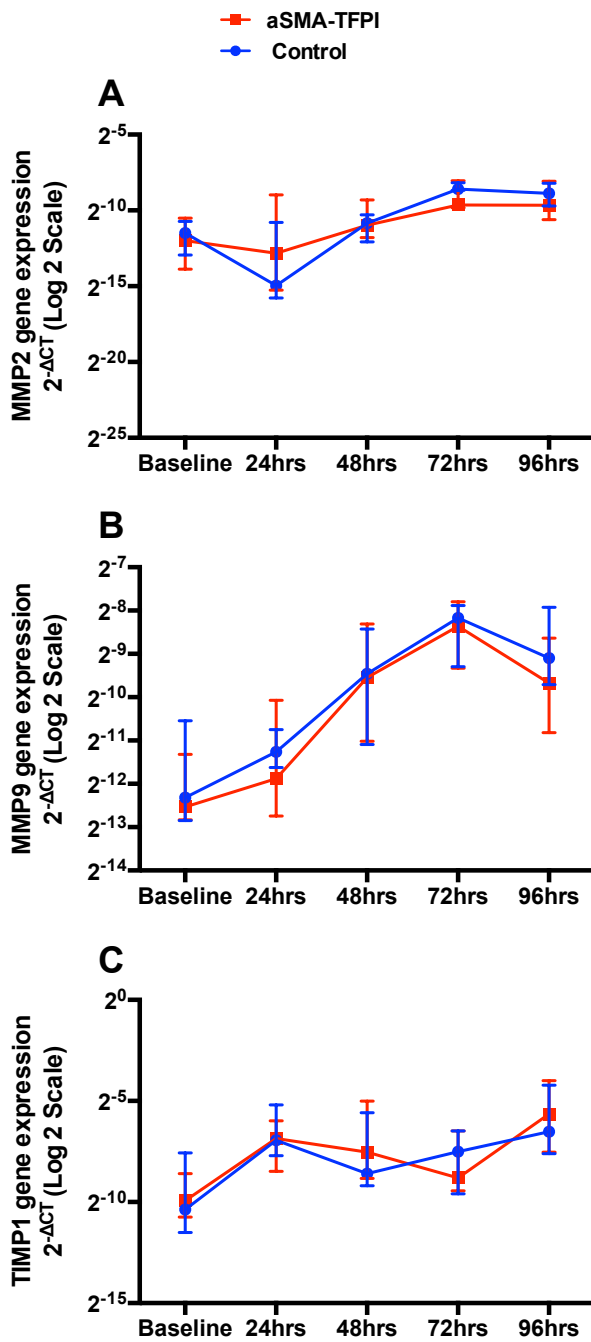 aSMA-TFPI
Control
A
MMP2 gene expression
2^-ΔCT (Log 2 Scale)
2^-5
2^-10
2^-15
2^-20
2^-25
Baseline 24hrs 48hrs 72hrs 96hrs
B
MMP9 gene expression
2^-ΔCT (Log 2 Scale)
2^-7
2^-8
2^-9
2^-10
2^-11
2^-12
2^-13
2^-14
Baseline 24hrs 48hrs 72hrs 96hrs
C
TIMP1 gene expression
2^-ΔCT (Log 2 Scale)
2^0
2^-5
2^-10
2^-15
Baseline 24hrs 48hrs 72hrs 96hrs